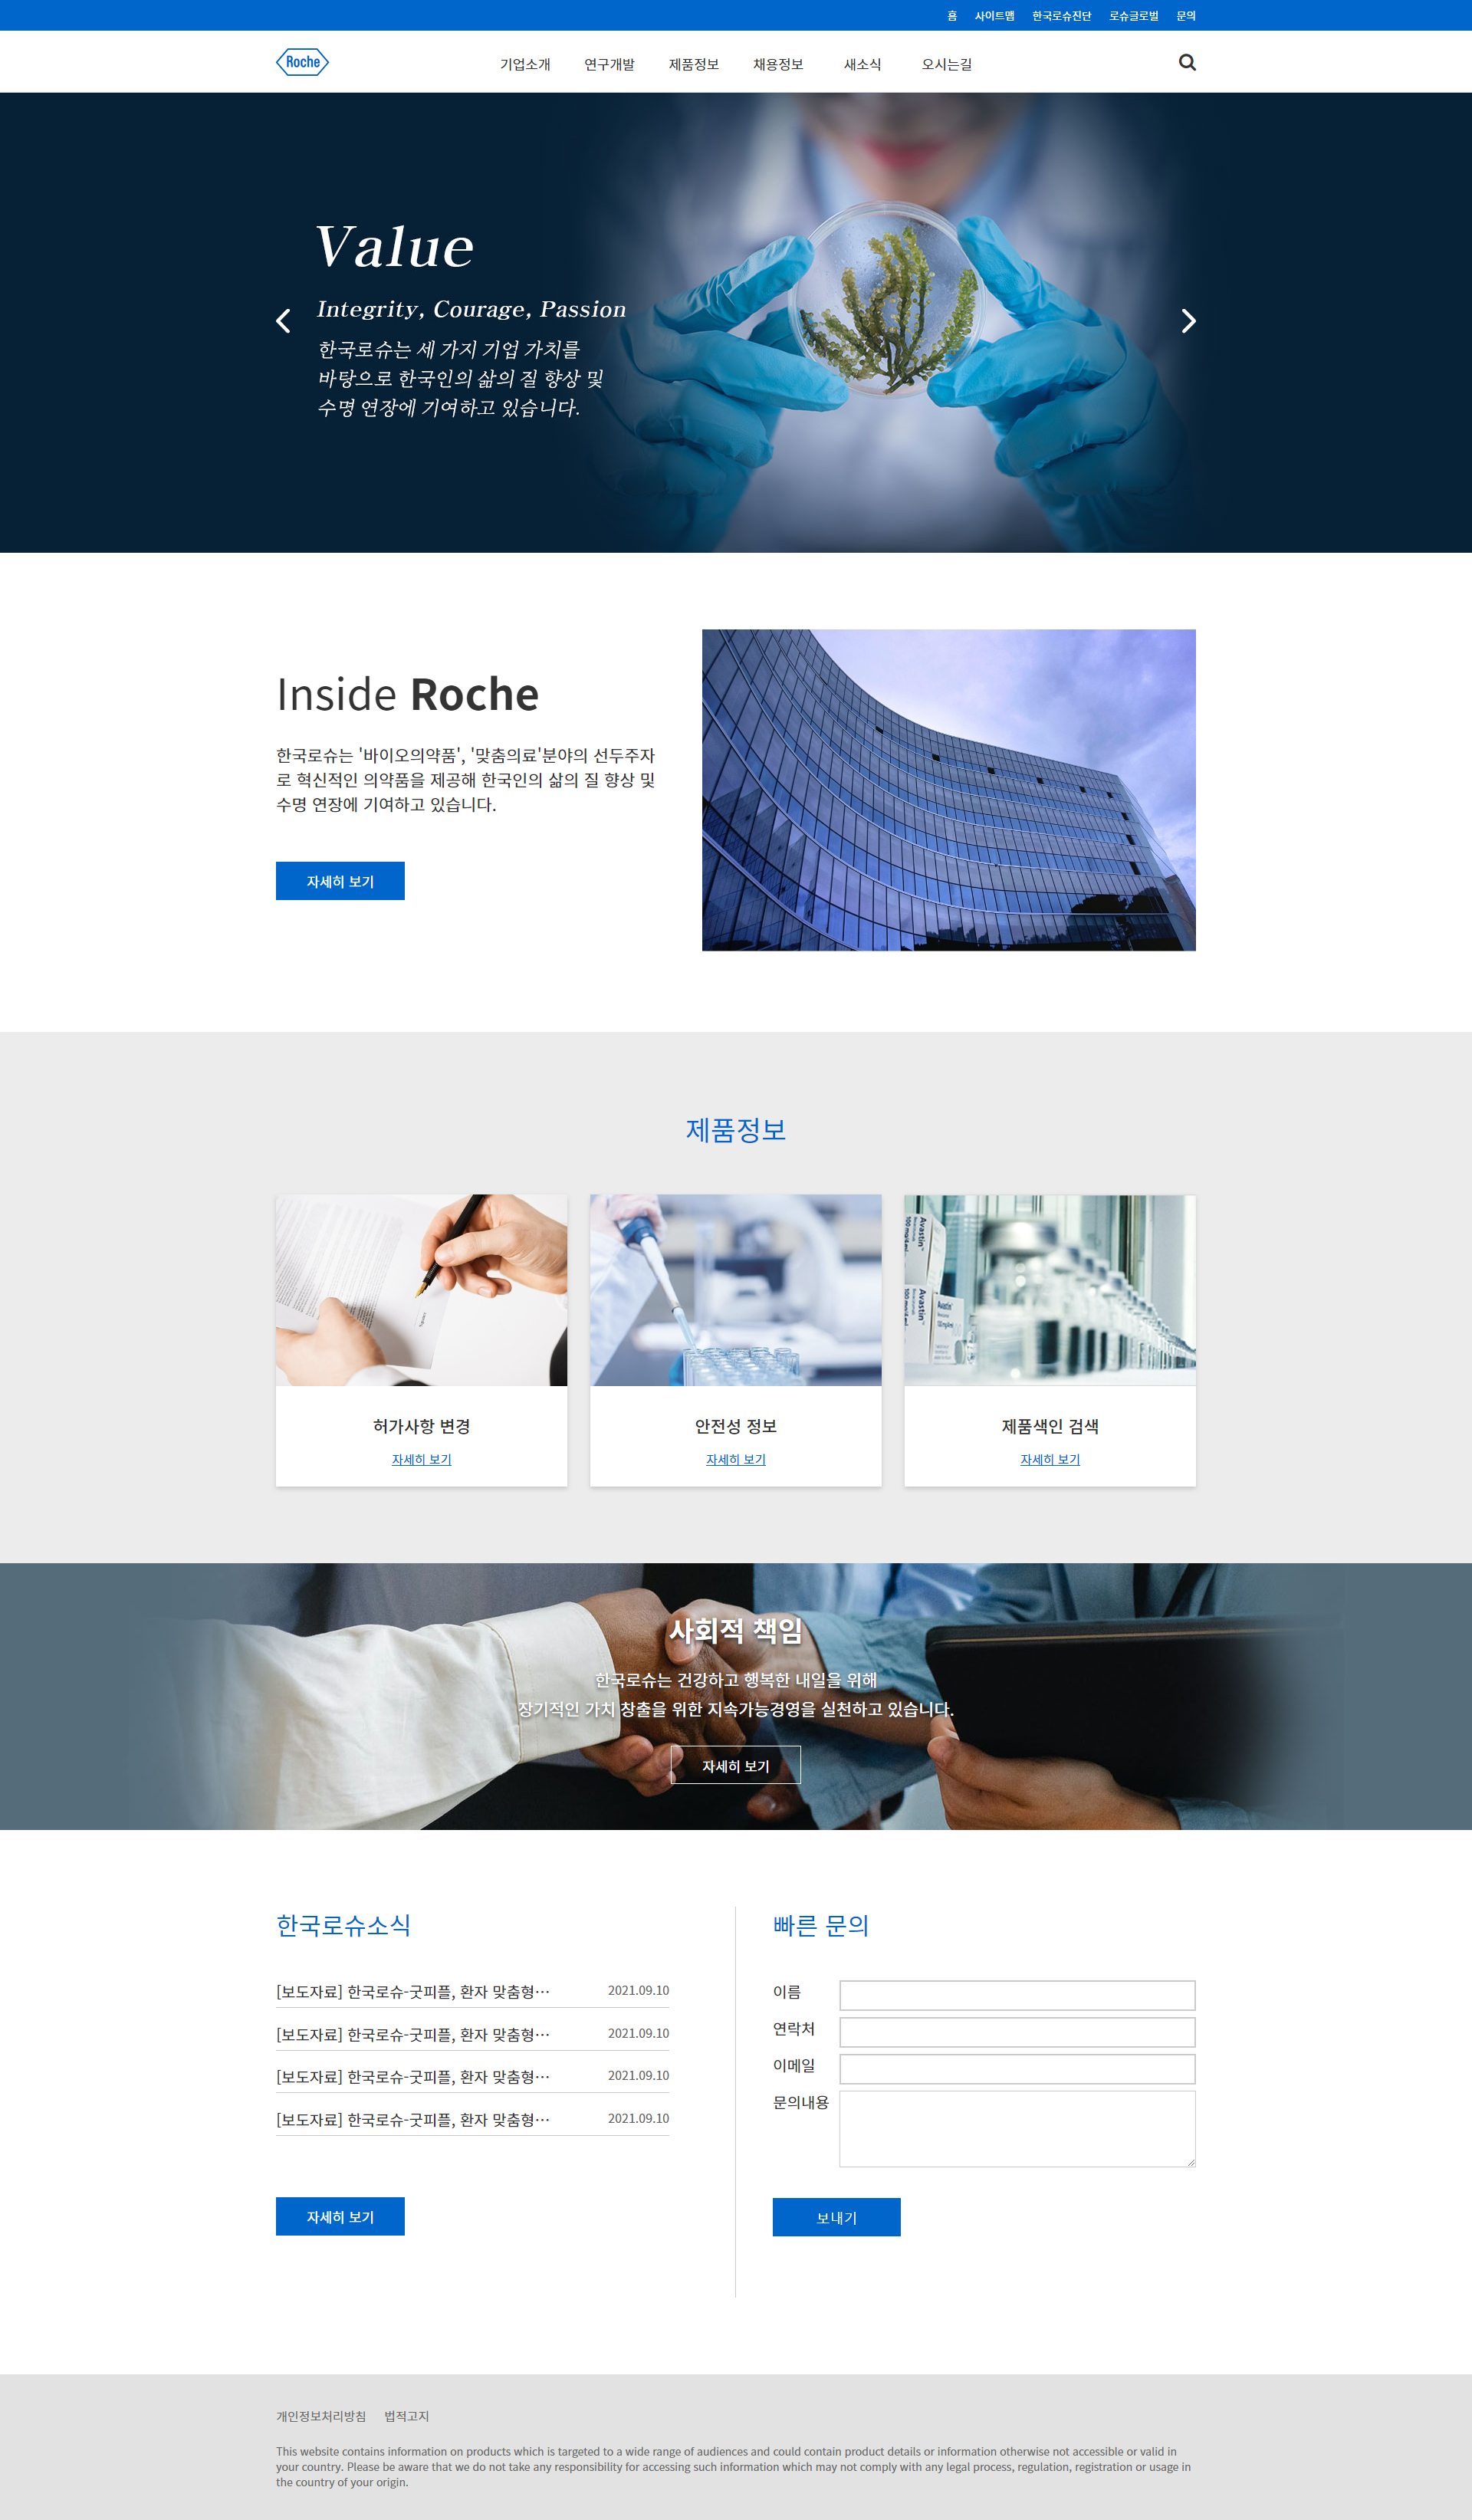 홈 사이트맵 한국로슈진단 로슈글로벌 문의
Roche 기업소개 연구개발 제품정보 채용정보 새소식 오시는길
Value
Integrity, Courage, Passion
한국로슈는 세 가지 기업 가치를
바탕으로 한국인의 삶의 질 향상 및
수명 연장에 기여하고 있습니다.
Inside Roche
한국로슈는 '바이오의약품', '맞춤의료'분야의 선두주자
로 혁신적인 의약품을 제공해 한국인의 삶의 질 향상 및
수명 연장에 기여하고 있습니다.
자세히 보기
제품정보
Avastin
100 mg/4 ml
Avastin
100 mg/4 ml
Avastin
허가사항 변경
자세히 보기
안전성 정보
자세히 보기
제품색인 검색
자세히 보기
사회적 책임
한국로슈는 건강하고 행복한 내일을 위해
장기적인 가치 창출을 위한 지속가능경영을 실천하고 있습니다.
자세히 보기
한국로슈소식
[보도자료] 한국로슈-굿피플, 환자 맞춤형… 2021.09.10
[보도자료] 한국로슈-굿피플, 환자 맞춤형… 2021.09.10
[보도자료] 한국로슈-굿피플, 환자 맞춤형… 2021.09.10
[보도자료] 한국로슈-굿피플, 환자 맞춤형… 2021.09.10
자세히 보기
빠른 문의
이름
연락처
이메일
문의내용
보내기
개인정보처리방침 법적고지
This website contains information on products which is targeted to a wide range of audiences and could contain product details or information otherwise not accessible or valid in
your country. Please be aware that we do not take any responsibility for accessing such information which may not comply with any legal process, regulation, registration or usage in
the country of your origin.